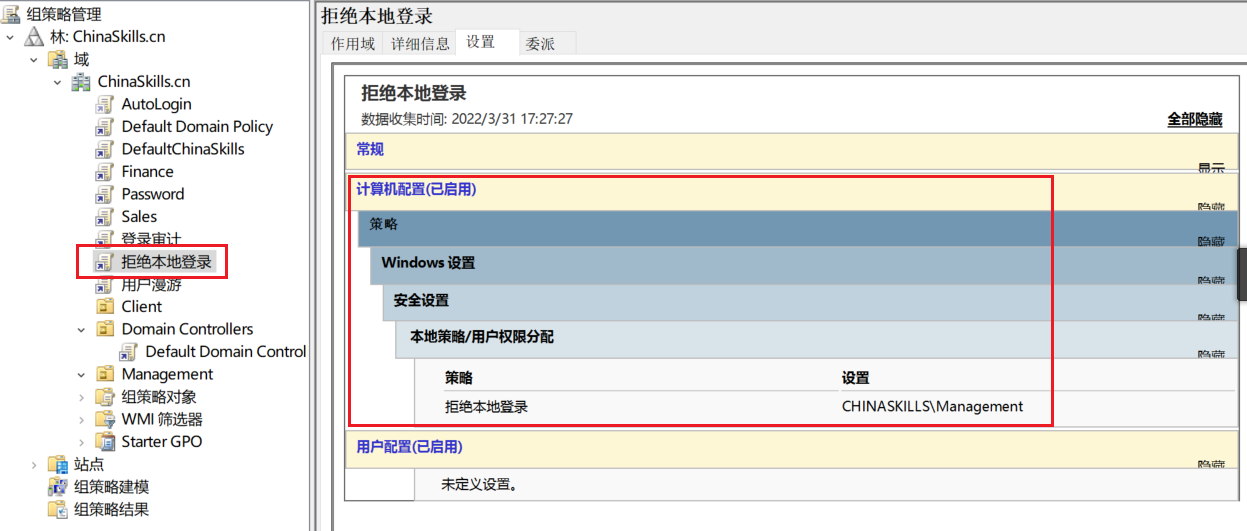 组策略管理
林: ChinaSkills.cn
域
ChinaSkills.cn
AutoLogin
Default Domain Policy
DefaultChinaSkills
Finance
Password
Sales
登录审计
拒绝本地登录
用户漫游
Client
Domain Controllers
Default Domain Control
Management
组策略对象
WMI 筛选器
Starter GPO
站点
组策略建模
组策略结果
拒绝本地登录
作用域 详细信息 设置 委派
拒绝本地登录
数据收集时间: 2022/3/31 17:27:27 全部隐藏
常规
显示
计算机配置(已启用)
隐藏
策略
隐藏
Windows 设置
隐藏
安全设置
隐藏
本地策略/用户权限分配
隐藏
策略 设置
拒绝本地登录 CHINASKILLS\Management
用户配置(已启用)
隐藏
未定义设置。